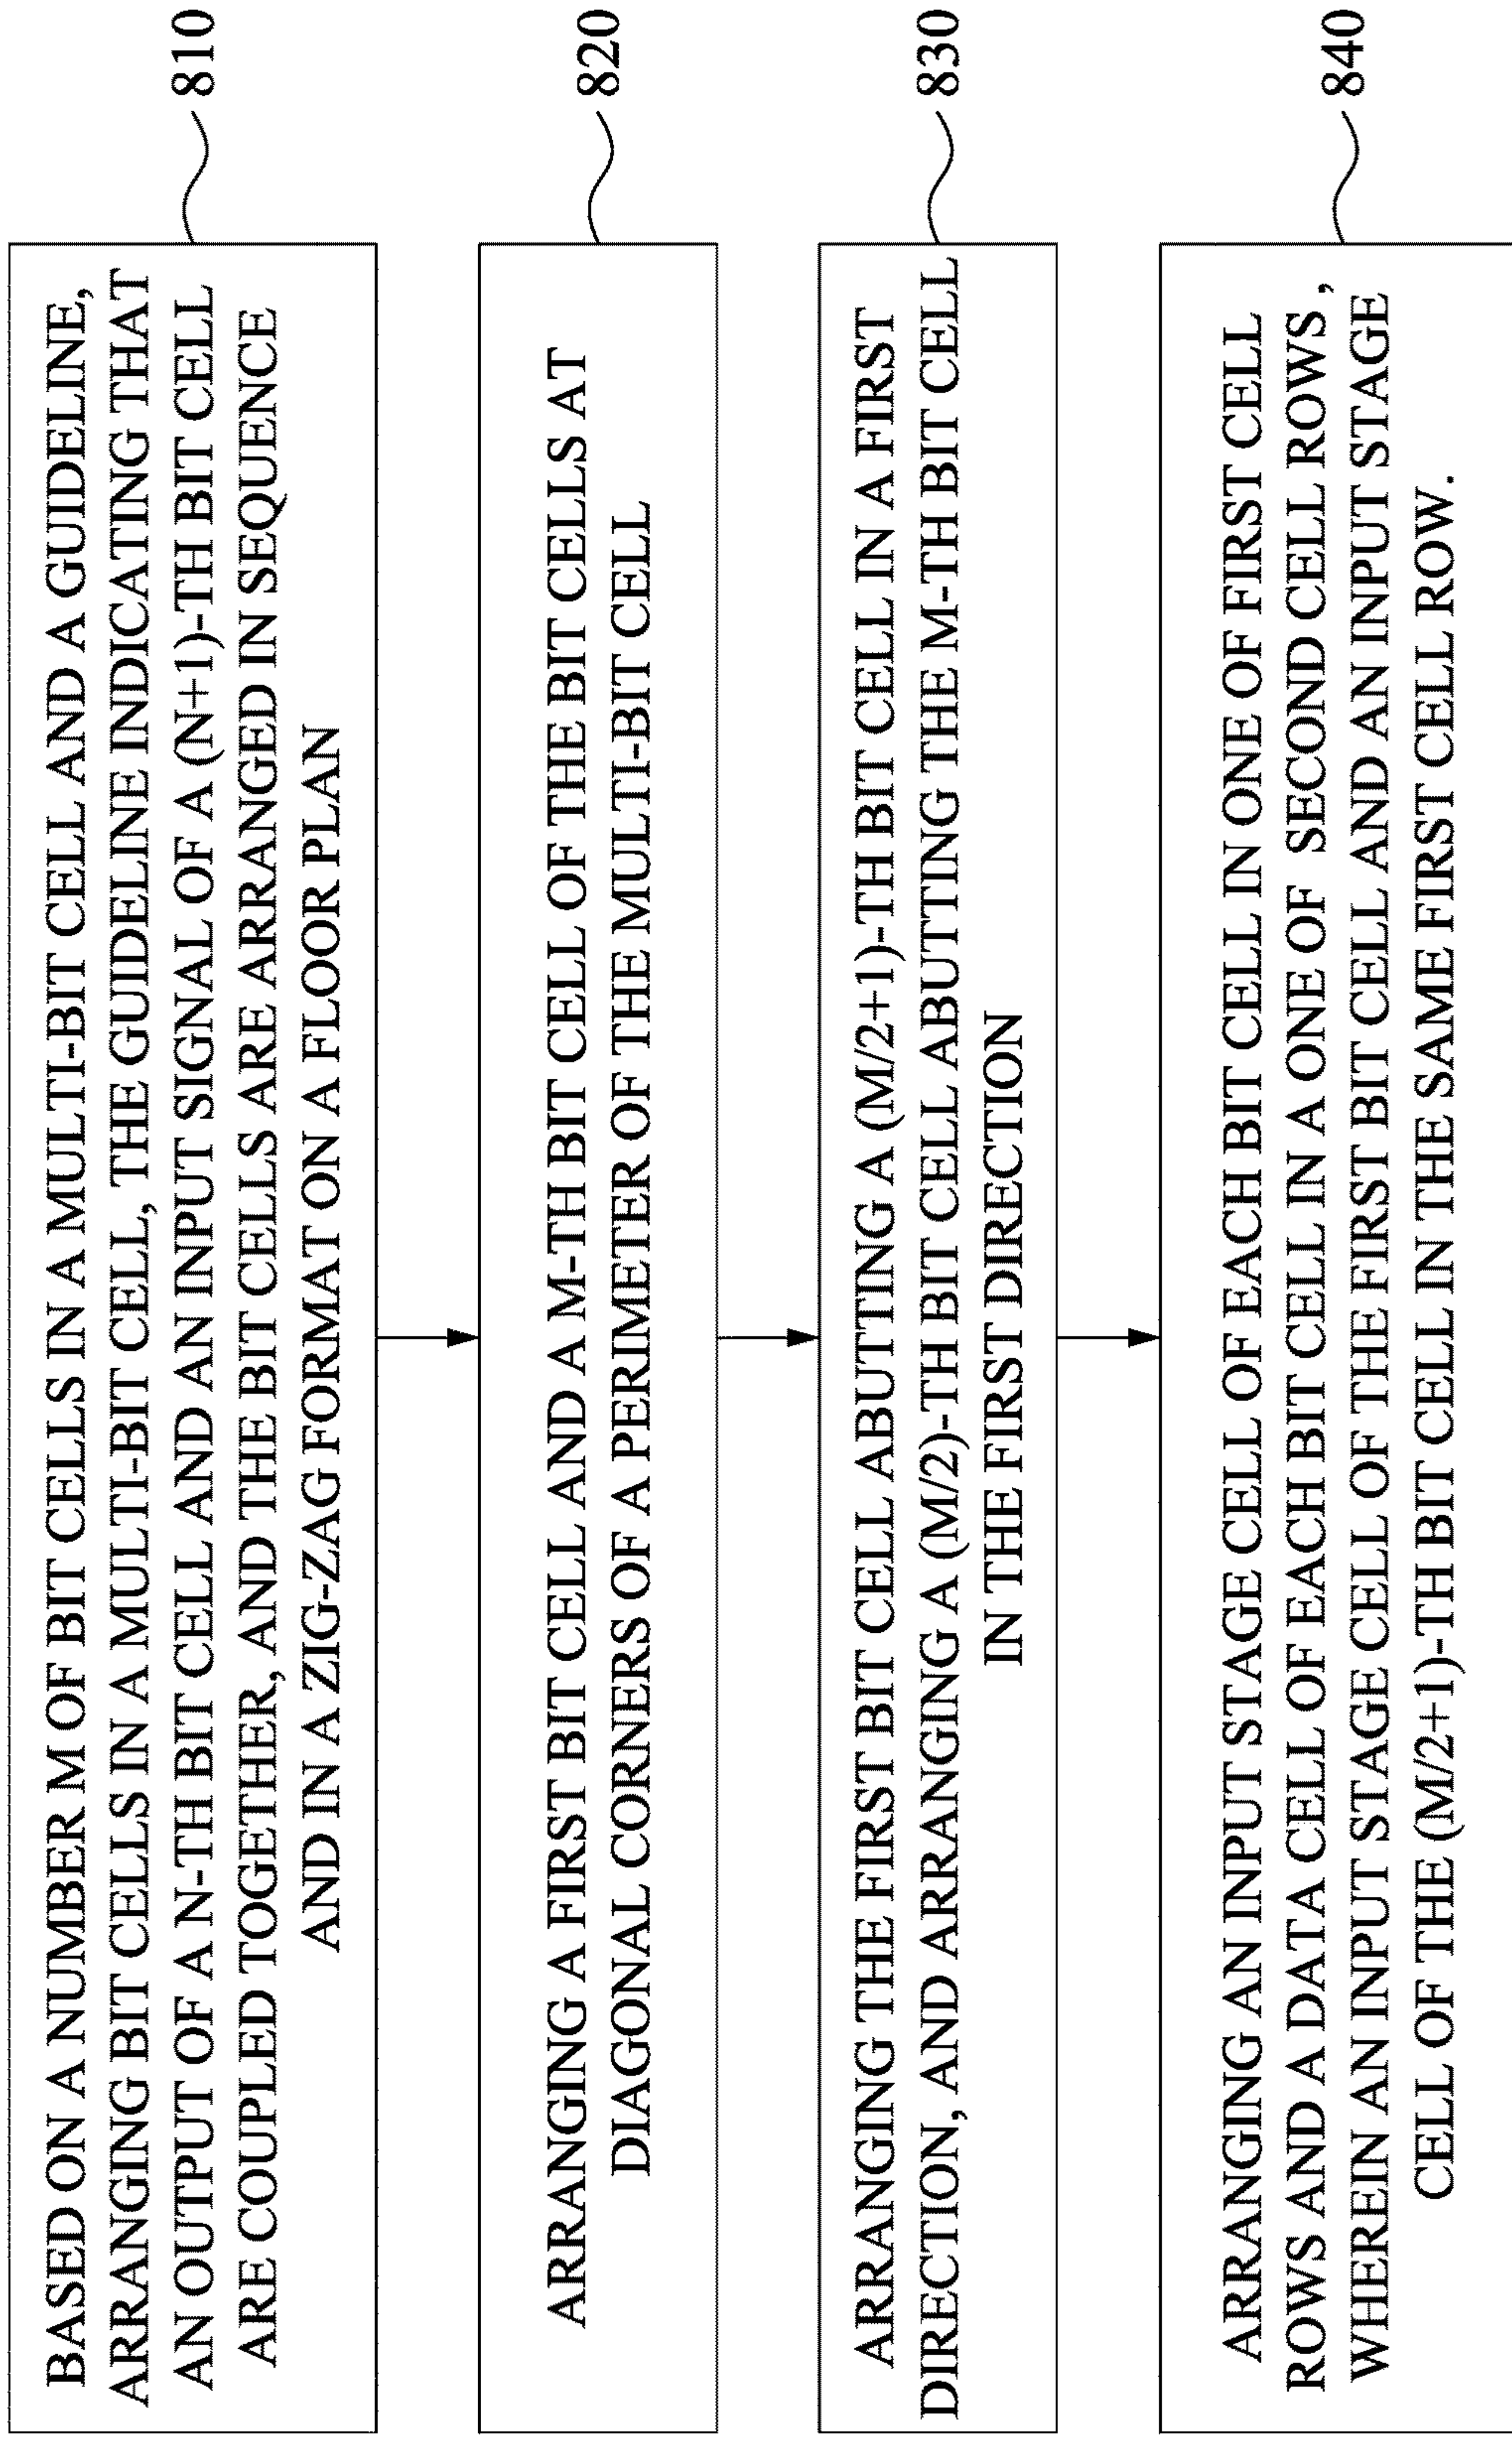 BASED ON A NUMBER M OF BIT CELLS IN A MULTI-BIT CELL AND A GUIDELINE,
ARRANGING BIT CELLS IN A MULTI-BIT CELL, THE GUIDELINE INDICATING THAT
AN OUTPUT OF A N-TH BIT CELL AND AN INPUT SIGNAL OF A (N+1)-TH BIT CELL
ARE COUPLED TOGETHER, AND THE BIT CELLS ARE ARRANGED IN SEQUENCE
AND IN A ZIG-ZAG FORMAT ON A FLOOR PLAN
810
ARRANGING A FIRST BIT CELL AND A M-TH BIT CELL OF THE BIT CELLS AT
DIAGONAL CORNERS OF A PERIMETER OF THE MULTI-BIT CELL
820
ARRANGING THE FIRST BIT CELL ABUTTING A (M/2+1)-TH BIT CELL IN A FIRST
DIRECTION, AND ARRANGING A (M/2)-TH BIT CELL ABUTTING THE M-TH BIT CELL
IN THE FIRST DIRECTION
830
ARRANGING AN INPUT STAGE CELL OF EACH BIT CELL IN ONE OF FIRST CELL
ROWS AND A DATA CELL OF EACH BIT CELL IN A ONE OF SECOND CELL ROWS,
WHEREIN AN INPUT STAGE CELL OF THE FIRST BIT CELL AND AN INPUT STAGE
CELL OF THE (M/2+1)-TH BIT CELL IN THE SAME FIRST CELL ROW.
840